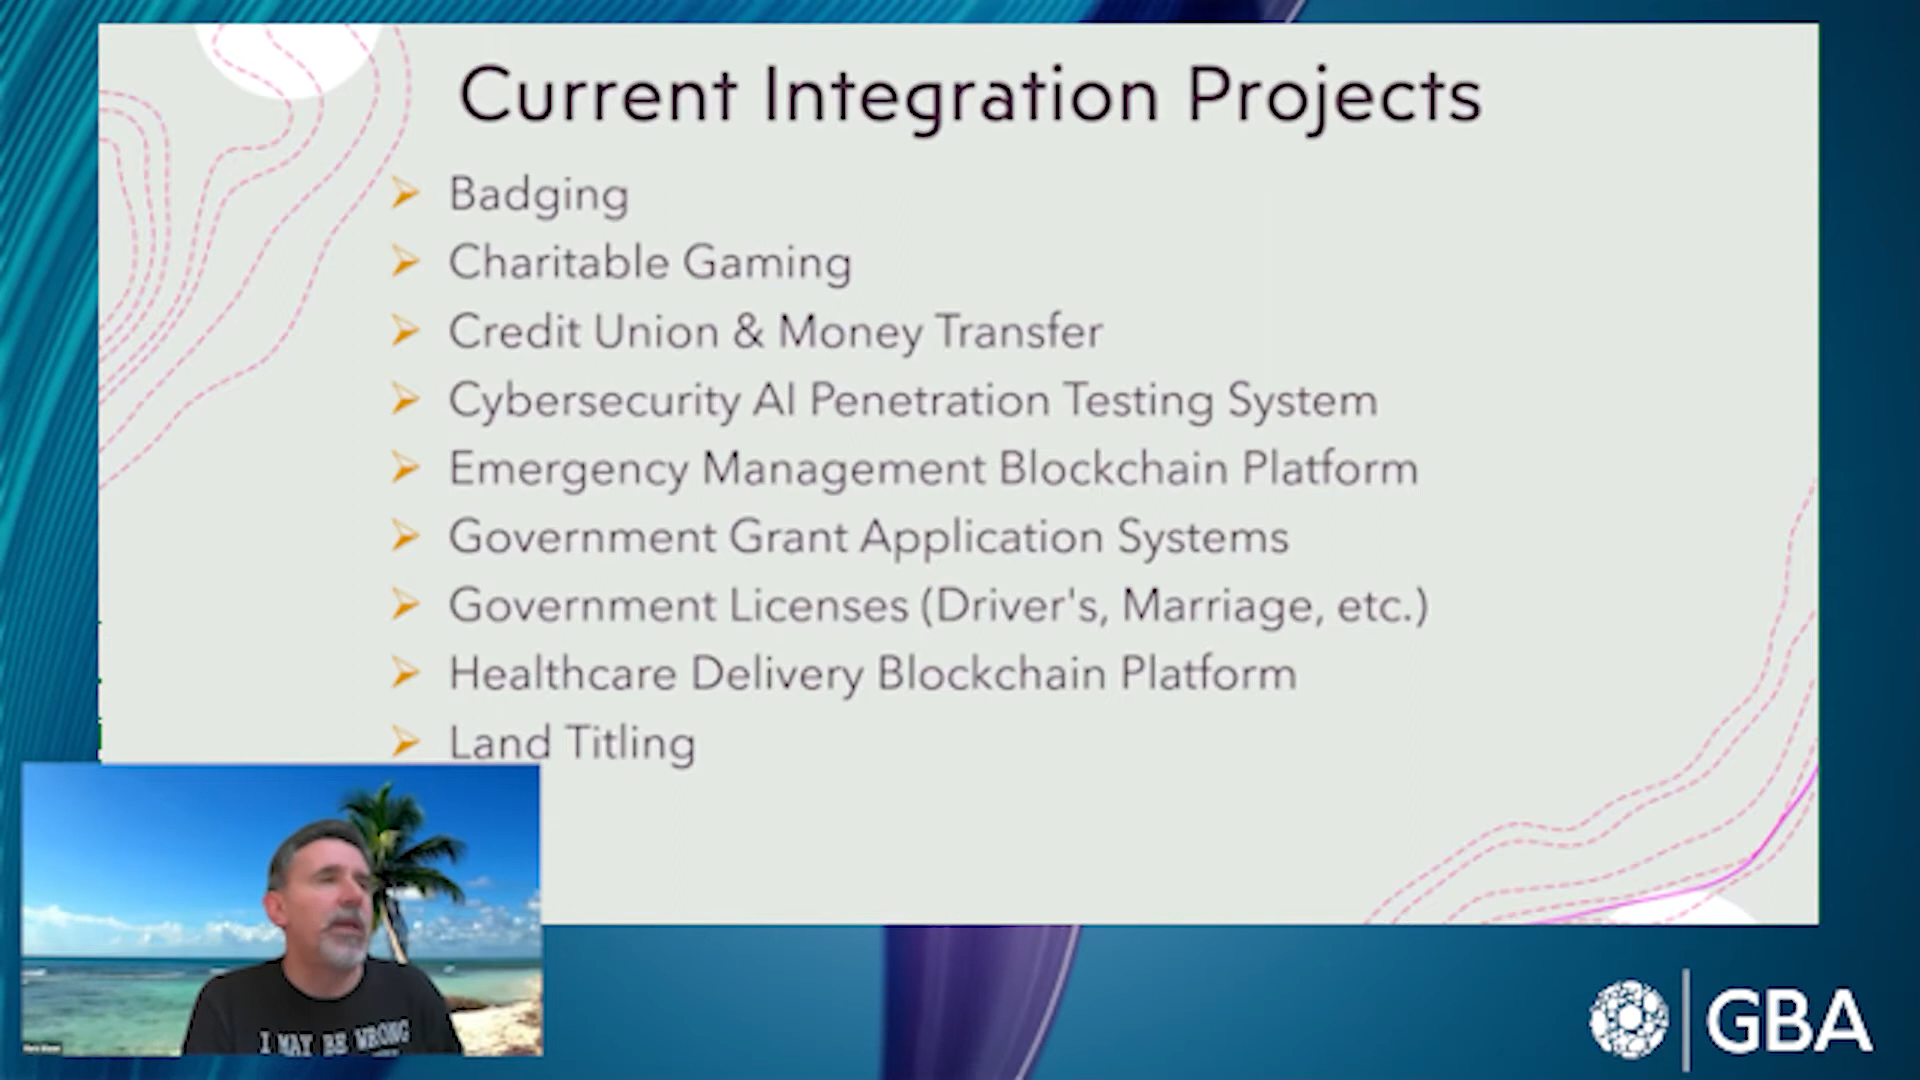 Current Integration Projects
Badging
Charitable Gaming
Credit Union & Money Transfer
Cybersecurity AI Penetration Testing System
Emergency Management Blockchain Platform
Government Grant Application Systems
Government Licenses (Driver's, Marriage, etc.)
Healthcare Delivery Blockchain Platform
Land Titling
I MAY BE WRONG
GBA